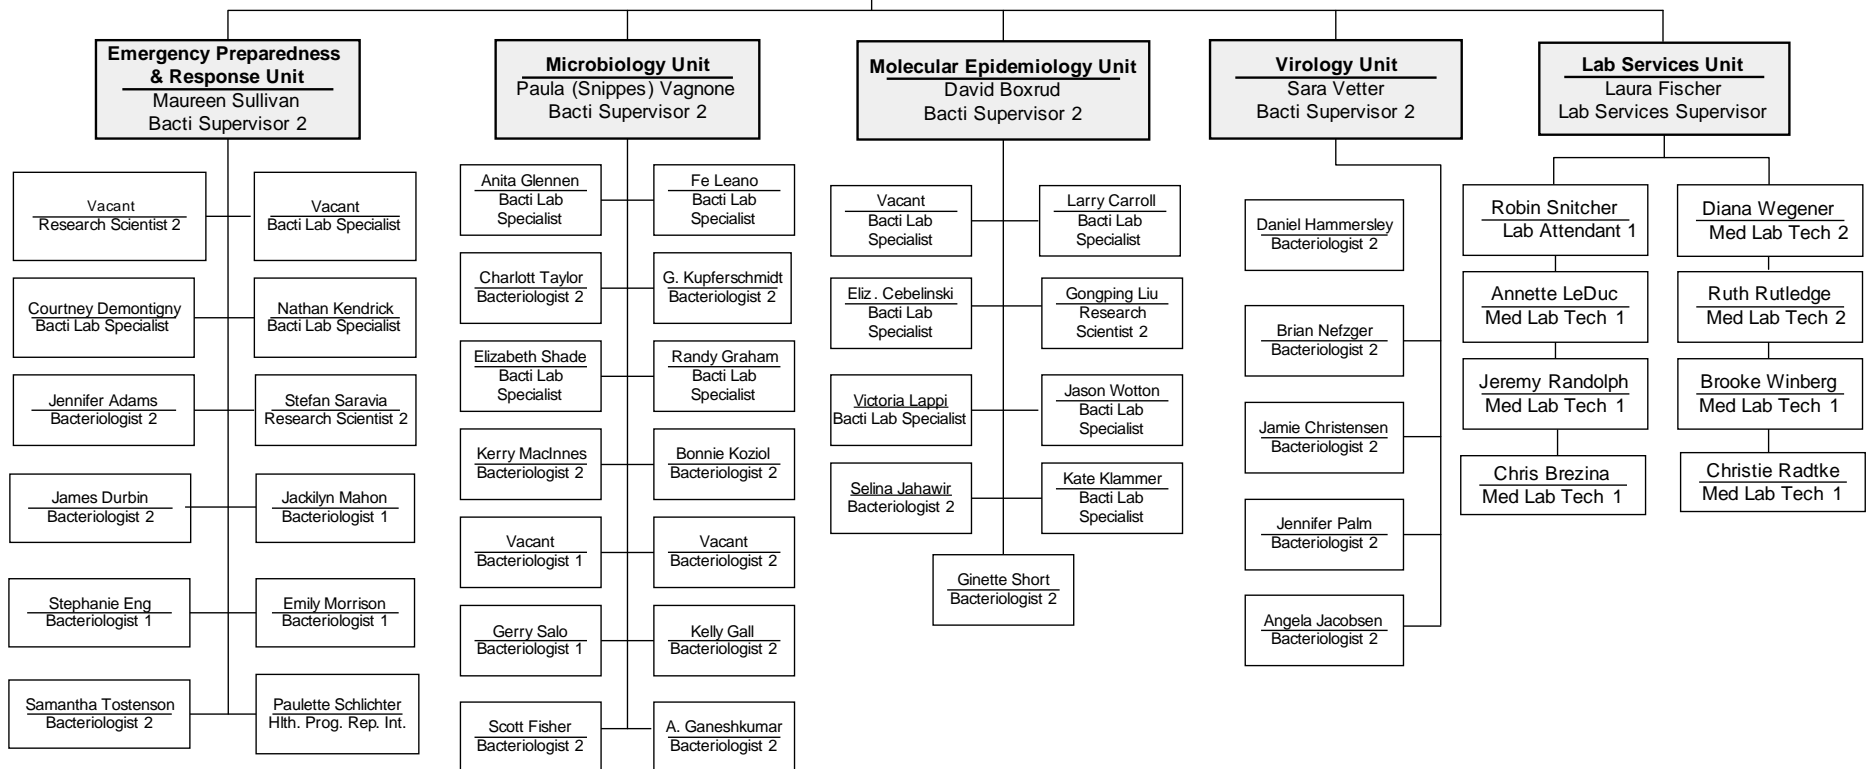 Emergency Preparedness
& Response Unit
Maureen Sullivan
Bacti Supervisor 2
Vacant
Research Scientist 2
Vacant
Bacti Lab Specialist
Courtney Demontigny
Bacti Lab Specialist
Nathan Kendrick
Bacti Lab Specialist
Jennifer Adams
Bacteriologist 2
Stefan Saravia
Research Scientist 2
James Durbin
Bacteriologist 2
Jackilyn Mahon
Bacteriologist 1
Stephanie Eng
Bacteriologist 1
Emily Morrison
Bacteriologist 1
Samantha Tostenson
Bacteriologist 2
Paulette Schlichter
Hlth. Prog. Rep. Int.
Microbiology Unit
Paula (Snippes) Vagnone
Bacti Supervisor 2
Anita Glennen
Bacti Lab
Specialist
Fe Leano
Bacti Lab
Specialist
Charlott Taylor
Bacteriologist 2
G. Kupferschmidt
Bacteriologist 2
Elizabeth Shade
Bacti Lab
Specialist
Randy Graham
Bacti Lab
Specialist
Kerry MacInnes
Bacteriologist 2
Bonnie Koziol
Bacteriologist 2
Vacant
Bacteriologist 1
Vacant
Bacteriologist 2
Gerry Salo
Bacteriologist 1
Kelly Gall
Bacteriologist 2
Scott Fisher
Bacteriologist 2
A. Ganeshkumar
Bacteriologist 2
Molecular Epidemiology Unit
David Boxrud
Bacti Supervisor 2
Vacant
Bacti Lab
Specialist
Larry Carroll
Bacti Lab
Specialist
Eliz . Cebelinski
Bacti Lab
Specialist
Gongping Liu
Research
Scientist 2
Victoria Lappi
Bacti Lab Specialist
Jason Wotton
Bacti Lab
Specialist
Selina Jahawir
Bacteriologist 2
Kate Klammer
Bacti Lab
Specialist
Ginette Short
Bacteriologist 2
Virology Unit
Sara Vetter
Bacti Supervisor 2
Daniel Hammersley
Bacteriologist 2
Brian Nefzger
Bacteriologist 2
Jamie Christensen
Bacteriologist 2
Jennifer Palm
Bacteriologist 2
Angela Jacobsen
Bacteriologist 2
Lab Services Unit
Laura Fischer
Lab Services Supervisor
Robin Snitcher
Lab Attendant 1
Diana Wegener
Med Lab Tech 2
Annette LeDuc
Med Lab Tech 1
Ruth Rutledge
Med Lab Tech 2
Jeremy Randolph
Med Lab Tech 1
Brooke Winberg
Med Lab Tech 1
Chris Brezina
Med Lab Tech 1
Christie Radtke
Med Lab Tech 1